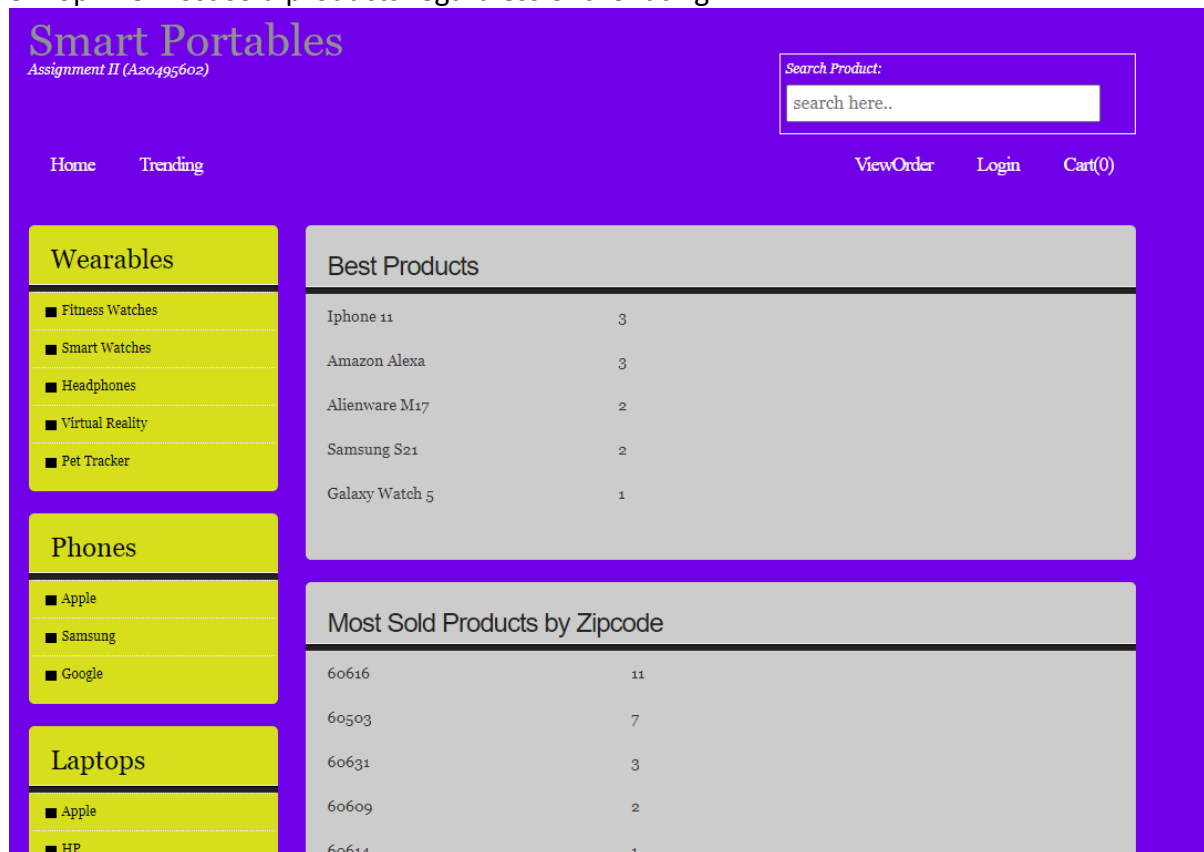 Smart Portables
Assignment II (A20495602)
Search Product:
search here..
Home Trending ViewOrder Login Cart(0)
Wearables
Fitness Watches
Smart Watches
Headphones
Virtual Reality
Pet Tracker
Phones
Apple
Samsung
Google
Laptops
Apple
HP
Best Products
Iphone 11 3
Amazon Alexa 3
Alienware M17 2
Samsung S21 2
Galaxy Watch 5 1
Most Sold Products by Zipcode
60616 11
60503 7
60631 3
60609 2
60614 1